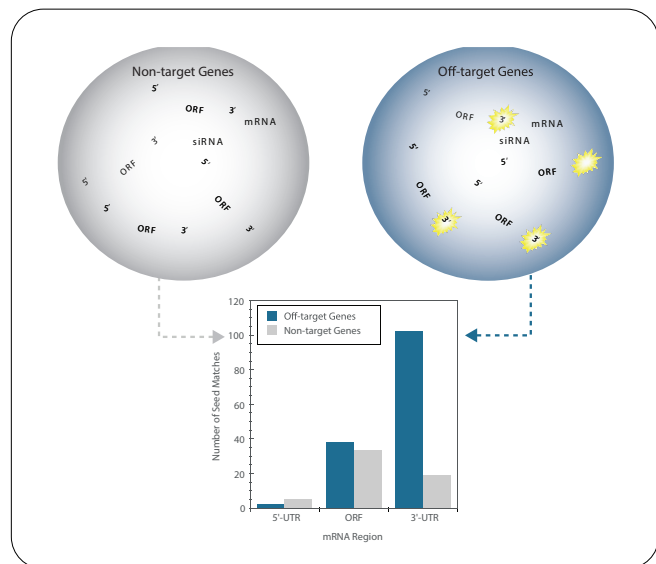 Non-target Genes
5'
ORF
3'
mRNA
3'
siRNA
5'
ORF
5'
5'
ORF
ORF
3'
3'
Off-target Genes
5'
ORF
3'
mRNA
siRNA
5'
5'
ORF
5'
ORF
3'
ORF
3'
Off-target Genes
Non-target Genes
Number of Seed Matches
120
100
80
60
40
20
0
5'-UTR
ORF
3'-UTR
mRNA Region